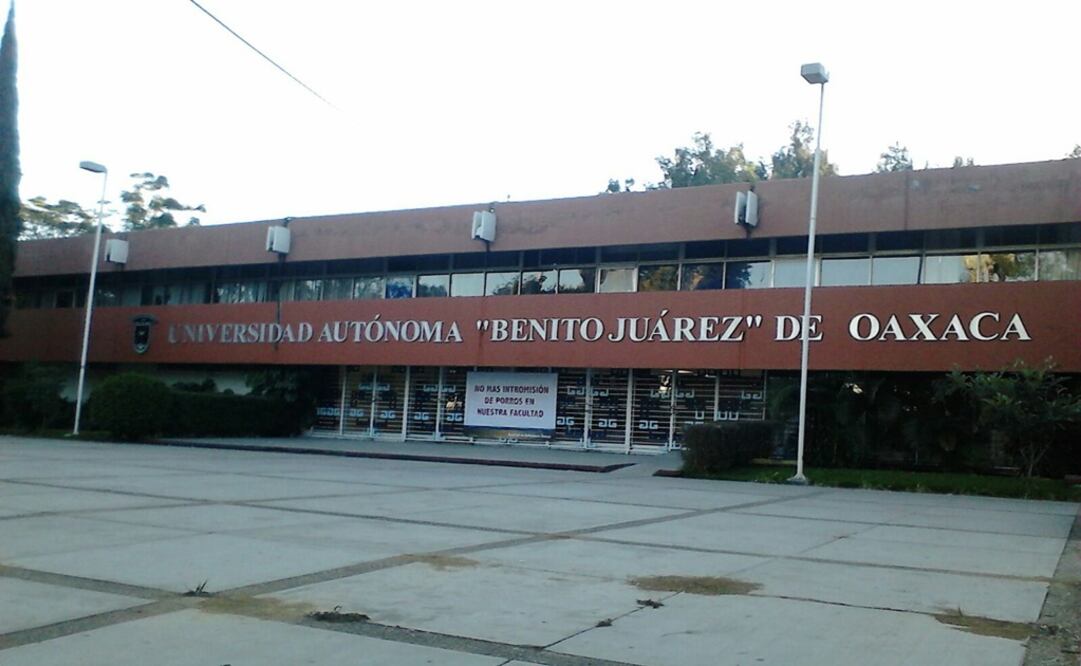 UNIVERSIDAD AUTÓNOMA "BENITO JUÁREZ" DE OAXACA
NO MAS INTROMISIÓN
DE PORROS EN
NUESTRA FACULTAD